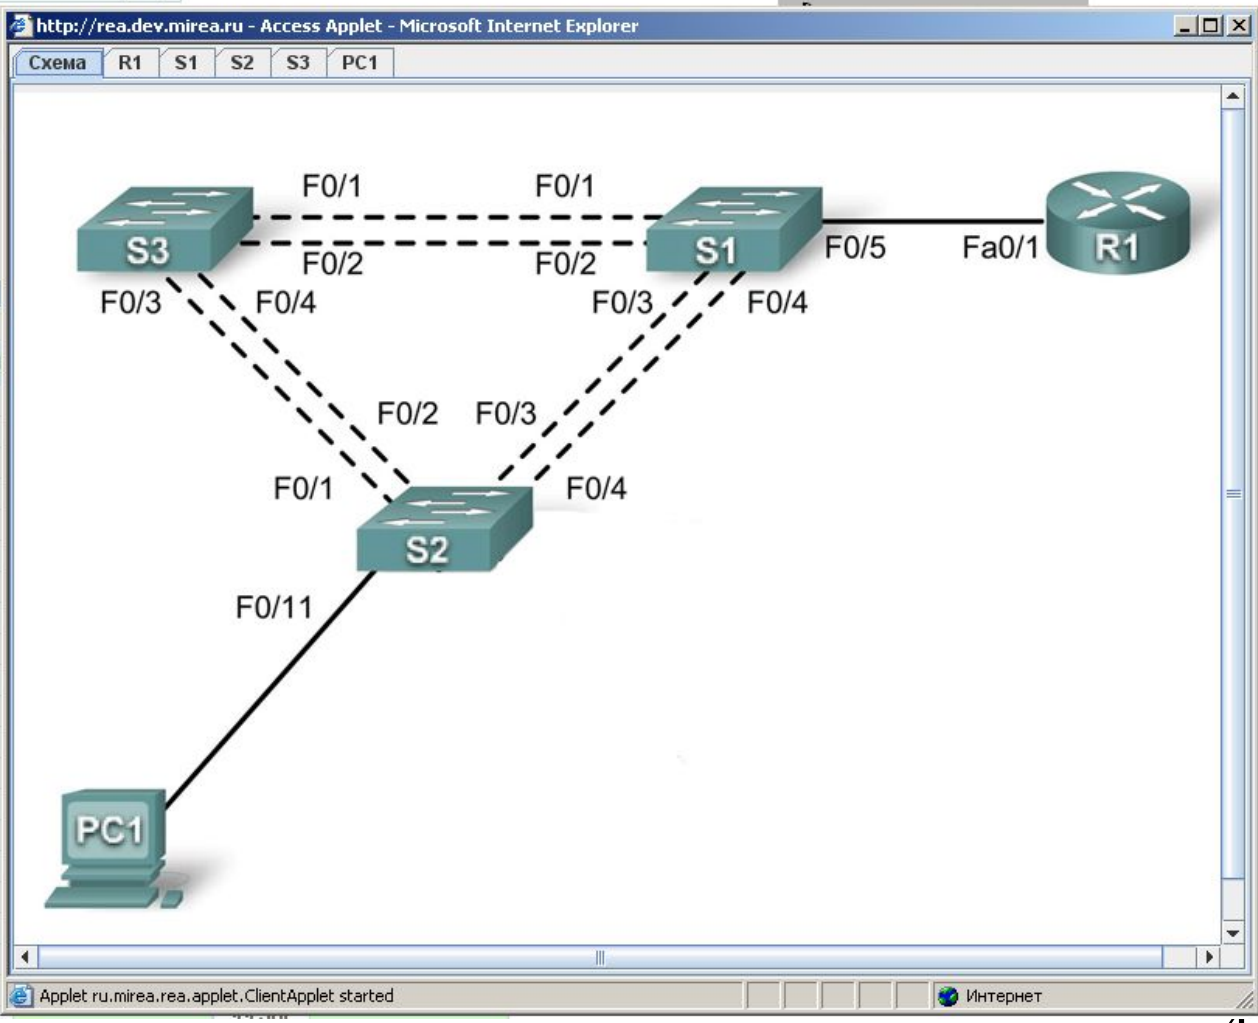 http://rea.dev.mirea.ru - Access Applet - Microsoft Internet Explorer
Схема R1 S1 S2 S3 PC1
F0/1 F0/1
S3 S1 F0/5 Fa0/1 R1
F0/2 F0/2
F0/3 F0/4 F0/3 F0/4
F0/2 F0/3
F0/1 F0/4
S2
F0/11
PC1
Applet ru.mirea.rea.applet.ClientApplet started Интернет